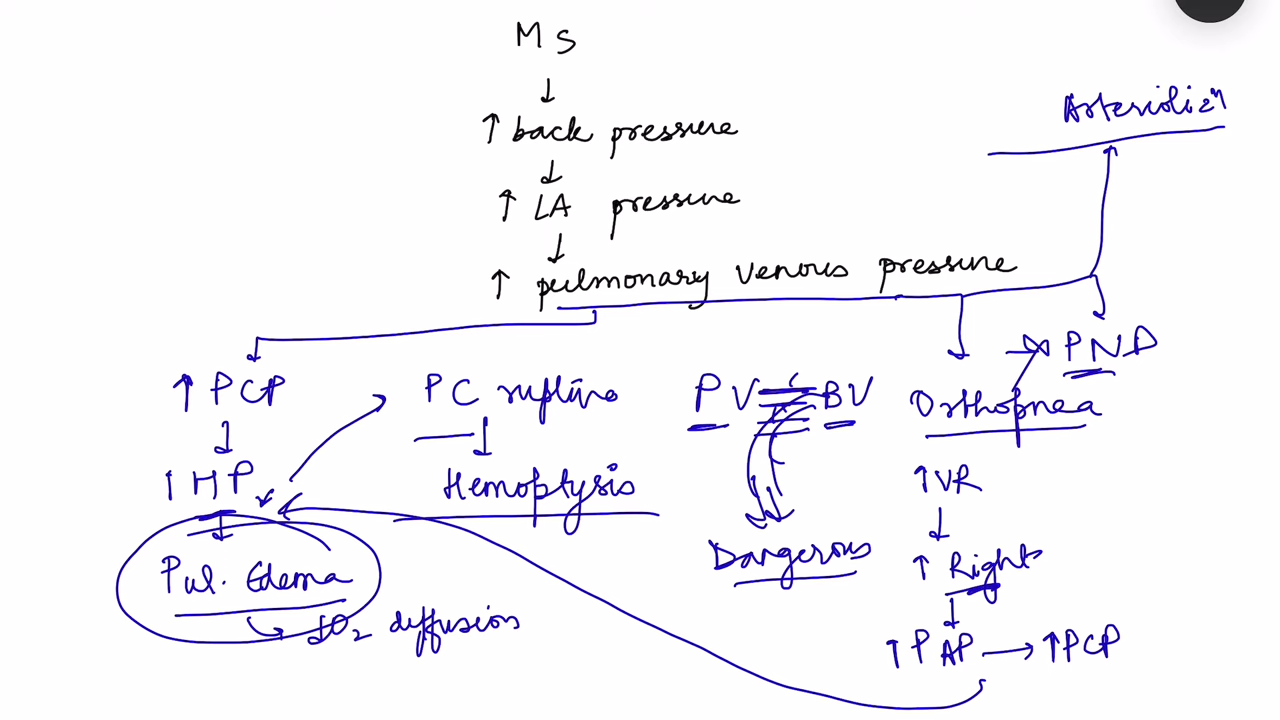 MS
↓
↑ back pressure
↓
↑ LA pressure
↓
↑ pulmonary venous pressure
Arterioliz^n
↑ PCP
↓
↑ HP
↓
Pul. Edema
↓O2 diffusion
PC rupture
↓
Hemoptysis
PV BV
Dangerous
Orthopnea
→ PND
↑VR
↓
↑ Right
↓
↑PAP → ↑PCP